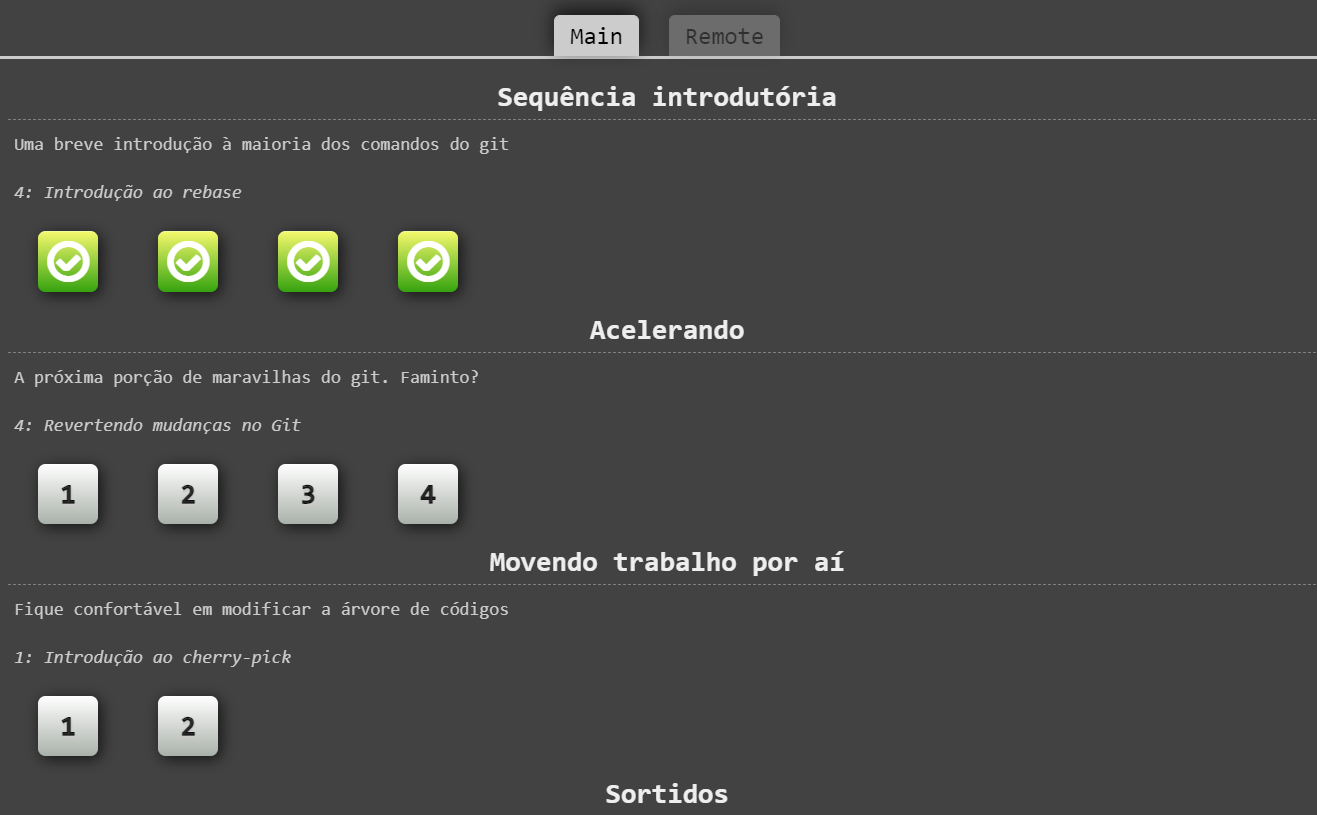 Main Remote
Sequência introdutória
Uma breve introdução à maioria dos comandos do git
4: Introdução ao rebase
Acelerando
A próxima porção de maravilhas do git. Faminto?
4: Revertendo mudanças no Git
1 2 3 4
Movendo trabalho por aí
Fique confortável em modificar a árvore de códigos
1: Introdução ao cherry-pick
1 2
Sortidos